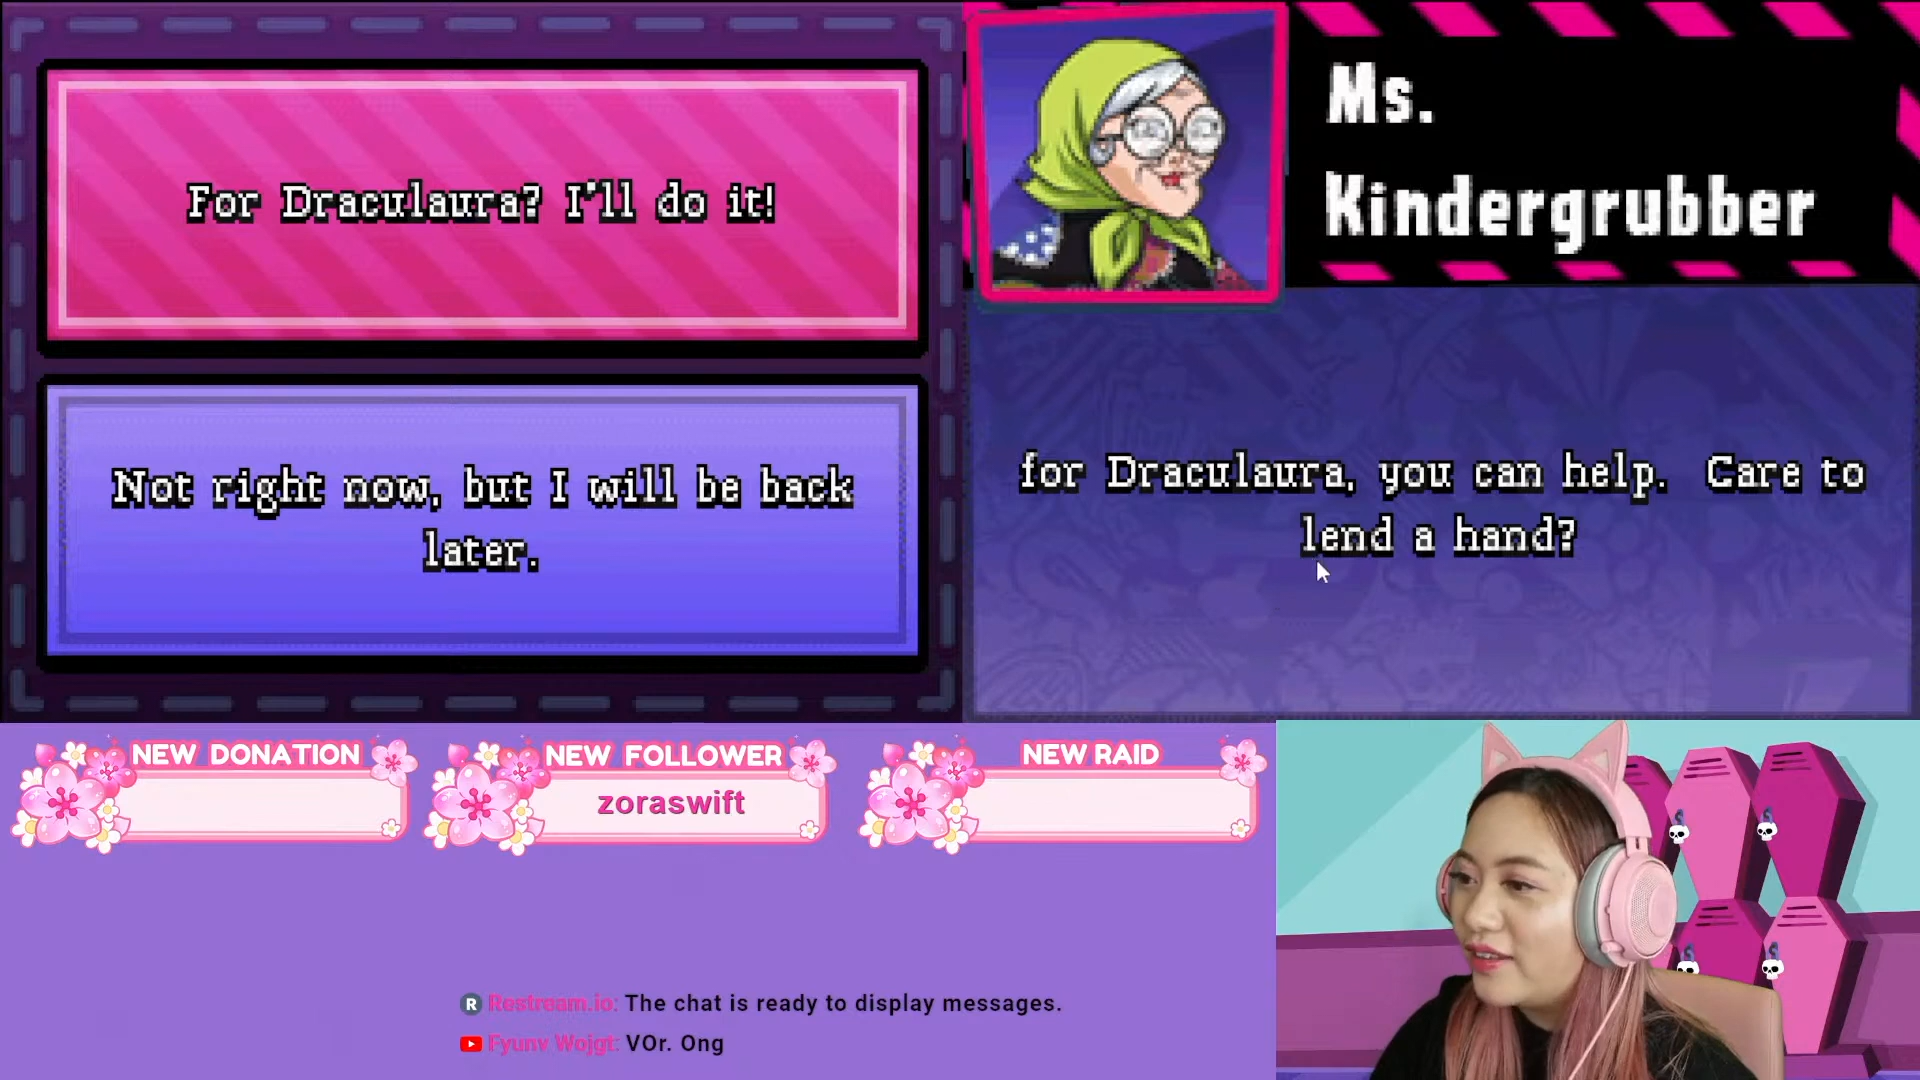 For Draculaura? I'll do it!
Not right now, but I will be back
later.
Ms.
Kindergrubber
for Draculaura, you can help. Care to
lend a hand?
NEW DONATION
NEW FOLLOWER
zoraswift
NEW RAID
R Restream.io: The chat is ready to display messages.
Fyunv Wojgt: VOr. Ong